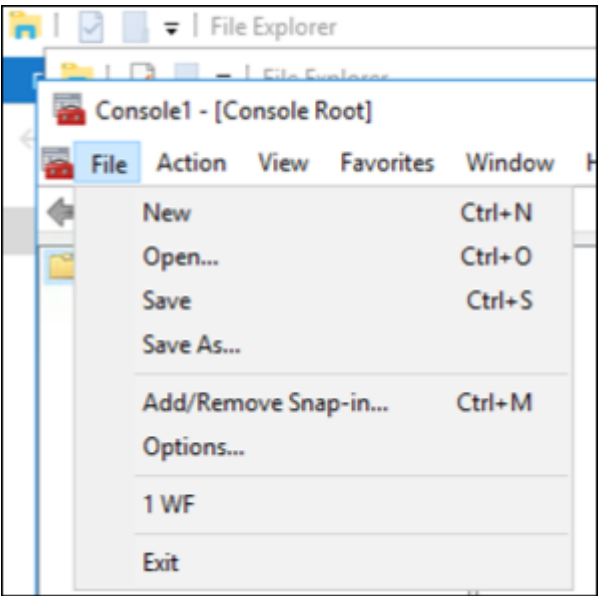 File Explorer
File Explorer
Console1 - [Console Root]
File Action View Favorites Window H
New Ctrl+N
Open... Ctrl+O
Save Ctrl+S
Save As...
Add/Remove Snap-in... Ctrl+M
Options...
1 WF
Exit